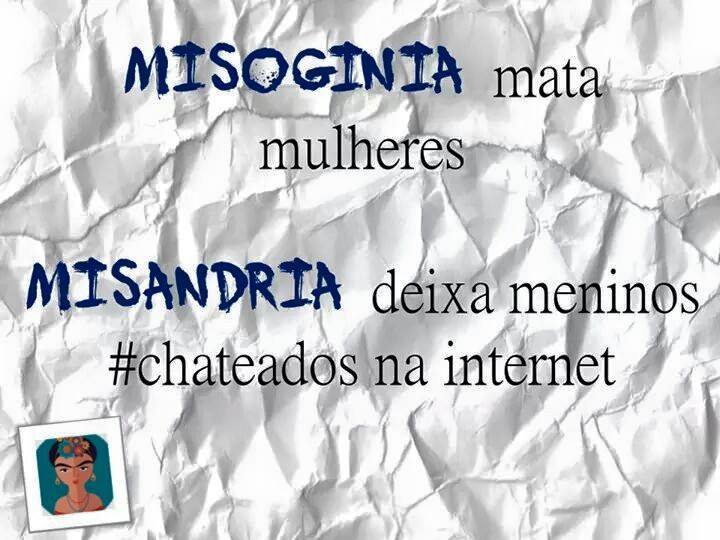 MISOGINIA mata
mulheres
MISANDRIA deixa meninos
#chateados na internet